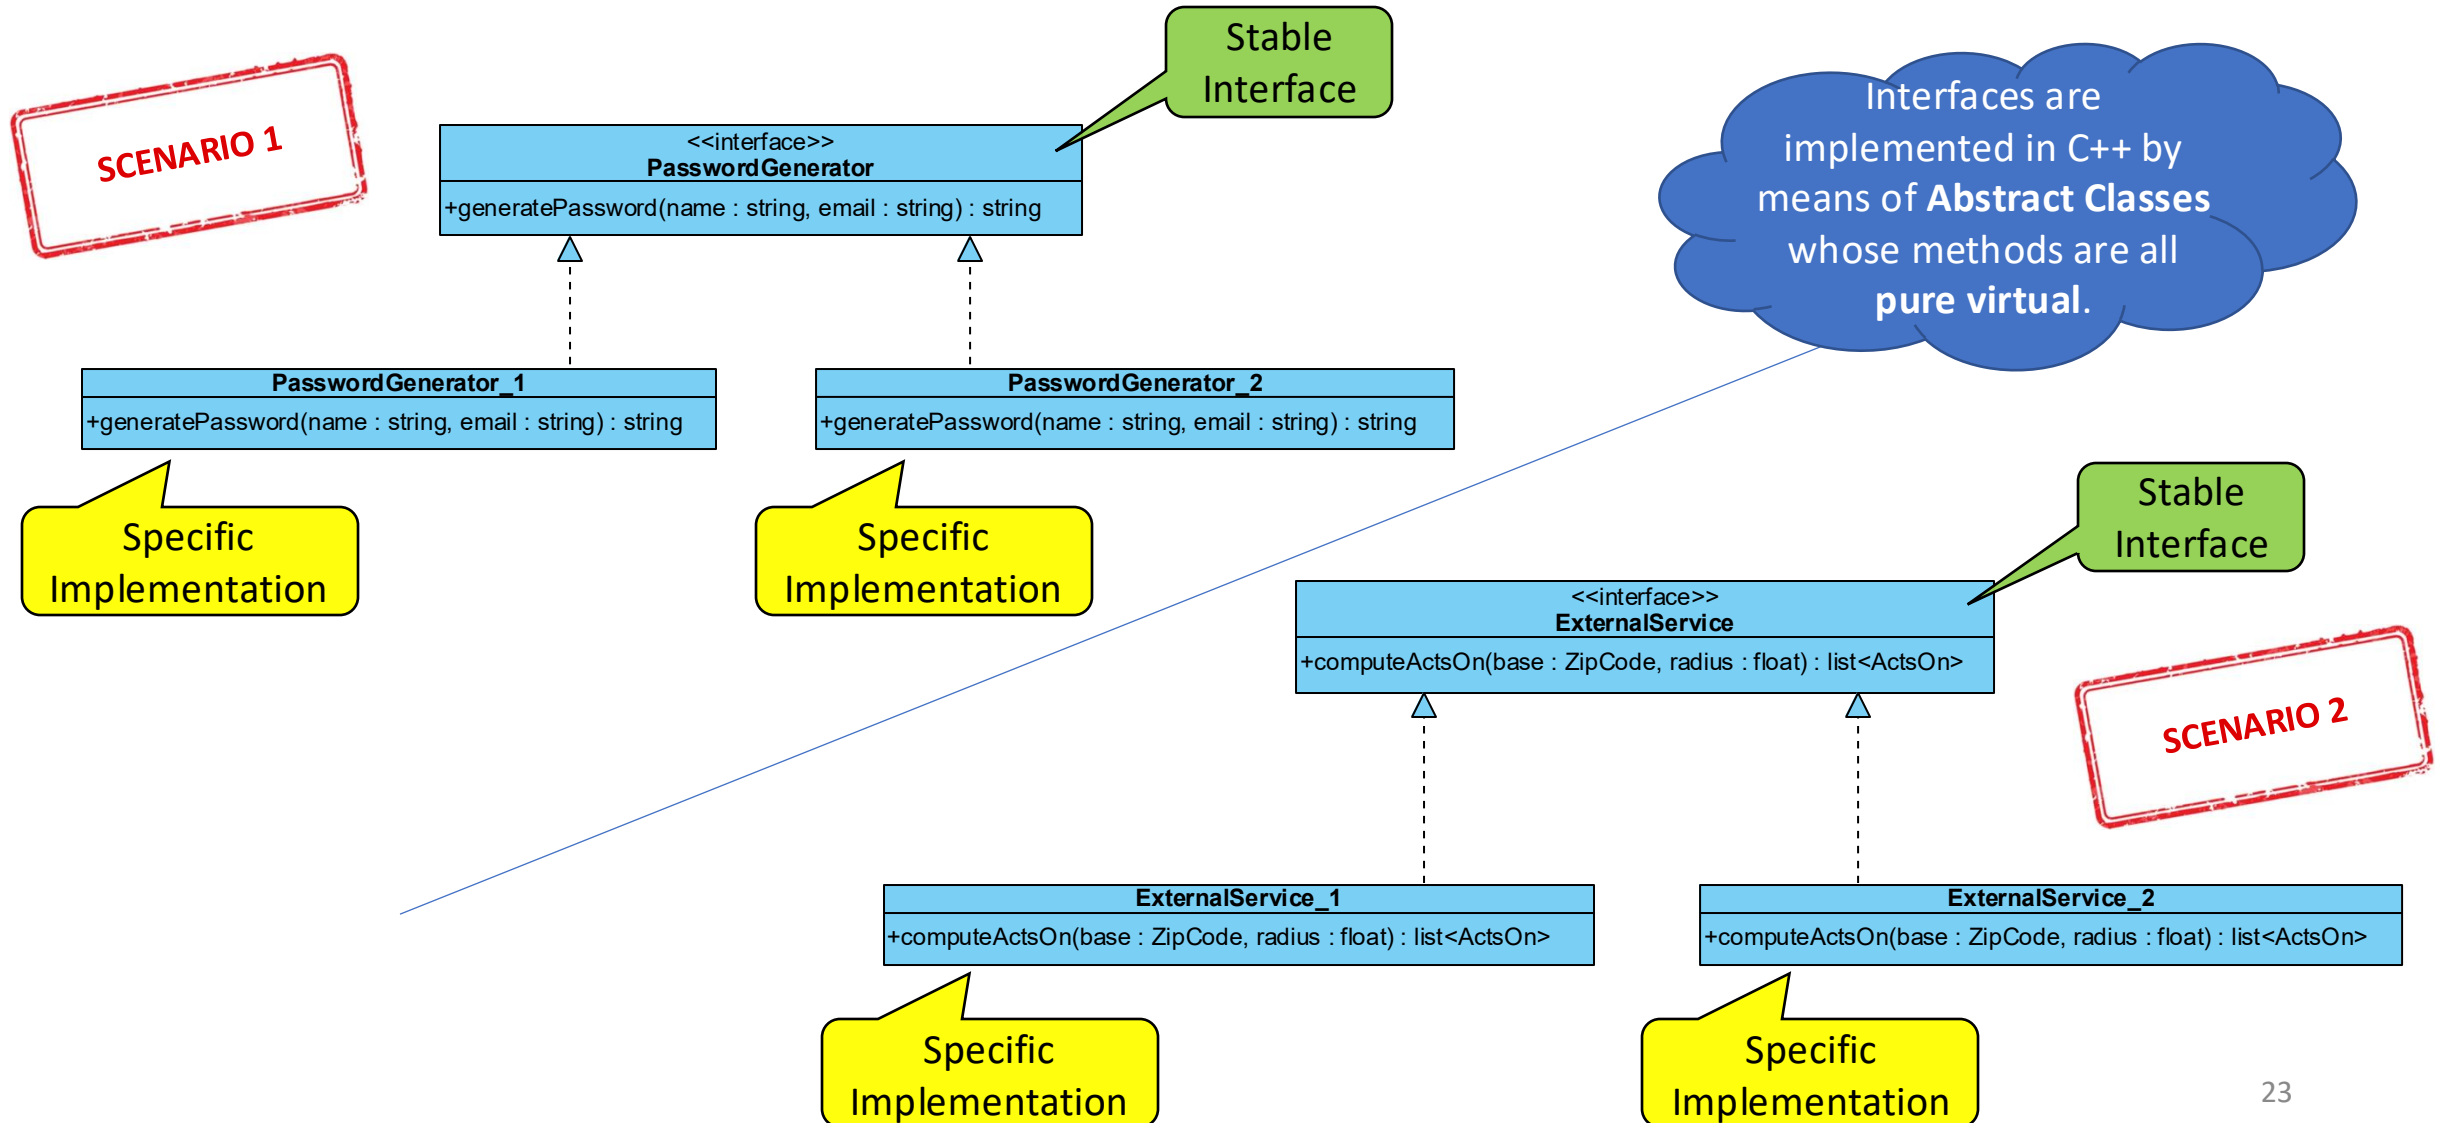 SCENARIO 1
Stable
Interface
<<interface>>
PasswordGenerator
+generatePassword(name : string, email : string) : string
Interfaces are
implemented in C++ by
means of Abstract Classes
whose methods are all
pure virtual.
PasswordGenerator_1
+generatePassword(name : string, email : string) : string
PasswordGenerator_2
+generatePassword(name : string, email : string) : string
Specific
Implementation
Specific
Implementation
Stable
Interface
<<interface>>
ExternalService
+computeActsOn(base : ZipCode, radius : float) : list<ActsOn>
SCENARIO 2
ExternalService_1
+computeActsOn(base : ZipCode, radius : float) : list<ActsOn>
ExternalService_2
+computeActsOn(base : ZipCode, radius : float) : list<ActsOn>
Specific
Implementation
Specific
Implementation
23